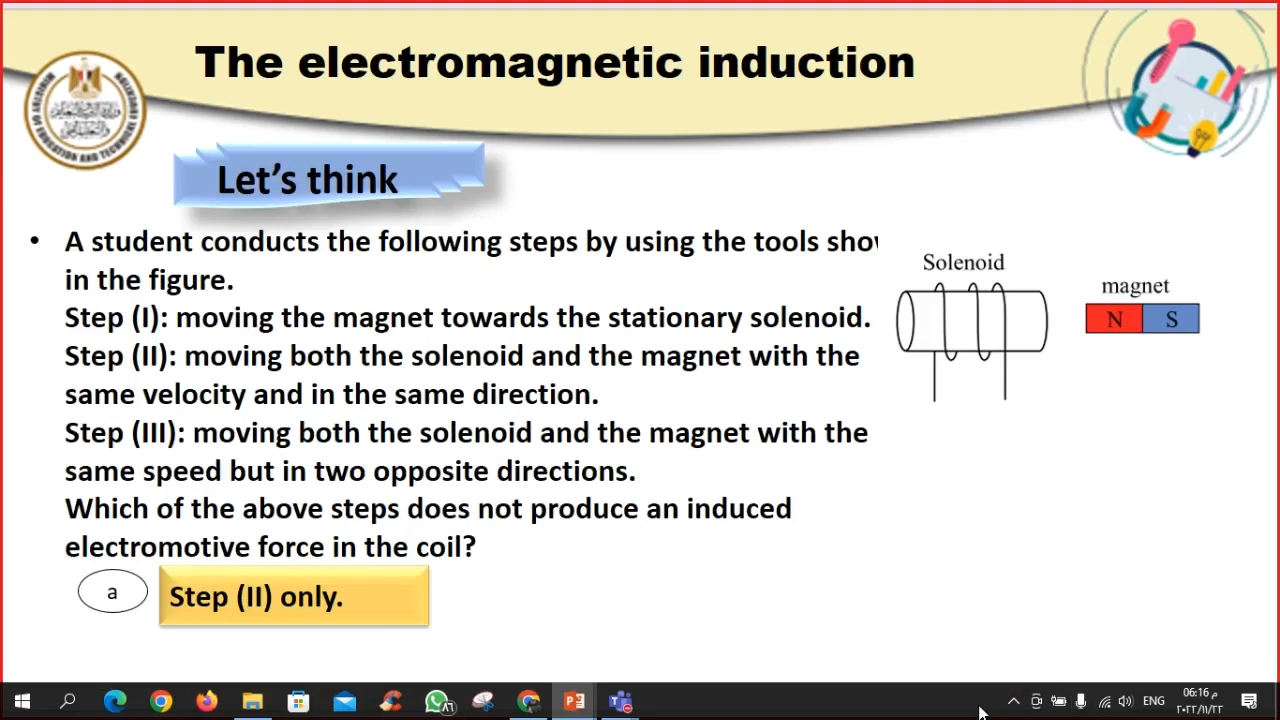 The electromagnetic induction
Let's think
• A student conducts the following steps by using the tools
in the figure.
Step (I): moving the magnet towards the stationary solenoid.
Step (II): moving both the solenoid and the magnet with the
same velocity and in the same direction.
Step (III): moving both the solenoid and the magnet with the
same speed but in two opposite directions.
Which of the above steps does not produce an induced
electromotive force in the coil?
a
Step (II) only.
Solenoid
magnet
N S
ENG
06:16 م
٢٠٢٢/١١/٢٢